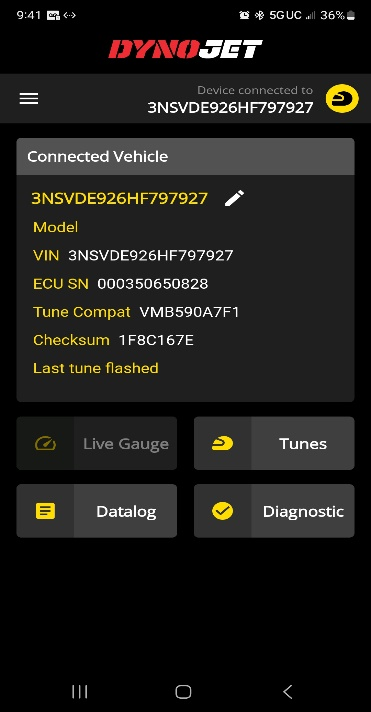 9:41 5GUC 36%
DYNOJET
Device connected to
3NSVDE926HF797927
Connected Vehicle
3NSVDE926HF797927
Model
VIN 3NSVDE926HF797927
ECU SN 000350650828
Tune Compat VMB590A7F1
Checksum 1F8C167E
Last tune flashed
Live Gauge
Tunes
Datalog
Diagnostic